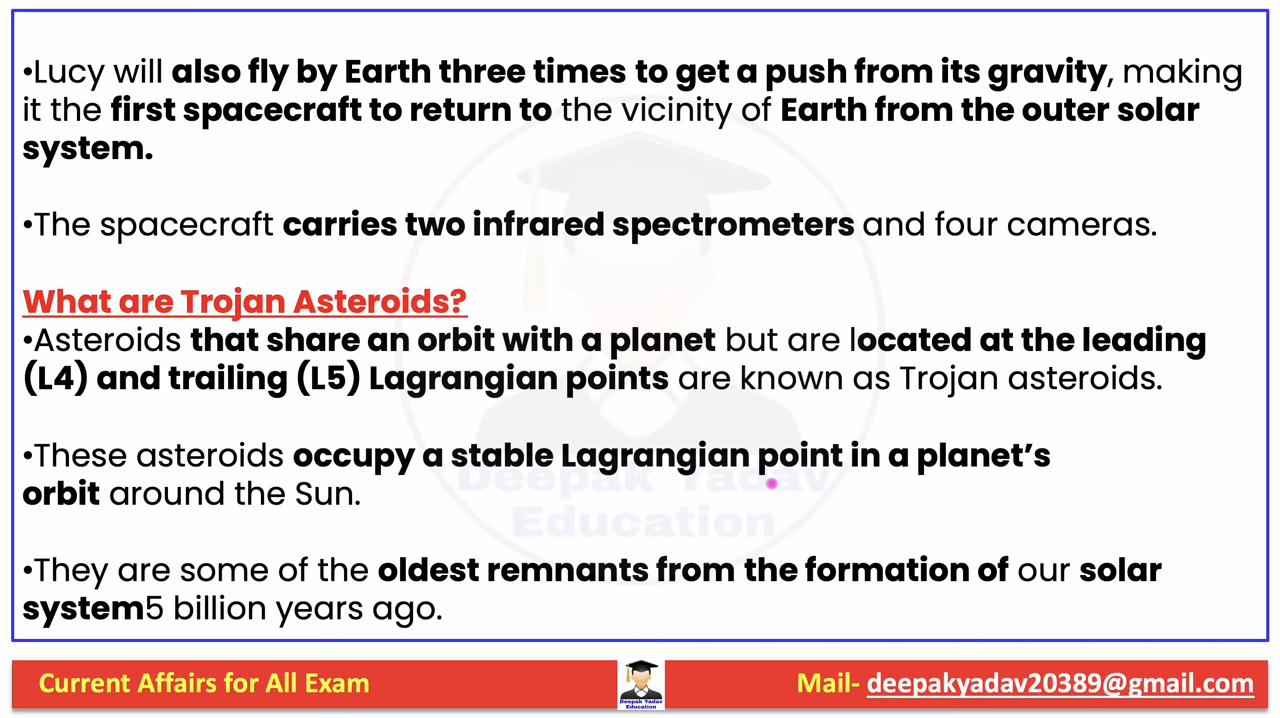 •Lucy will also fly by Earth three times to get a push from its gravity, making
it the first spacecraft to return to the vicinity of Earth from the outer solar
system.
•The spacecraft carries two infrared spectrometers and four cameras.
What are Trojan Asteroids?
•Asteroids that share an orbit with a planet but are located at the leading
(L4) and trailing (L5) Lagrangian points are known as Trojan asteroids.
•These asteroids occupy a stable Lagrangian point in a planet’s
orbit around the Sun.
Deepak Yadav
Education
•They are some of the oldest remnants from the formation of our solar
system5 billion years ago.
Current Affairs for All Exam
Deepak Yadav
Education
Mail- deepakyadav20389@gmail.com